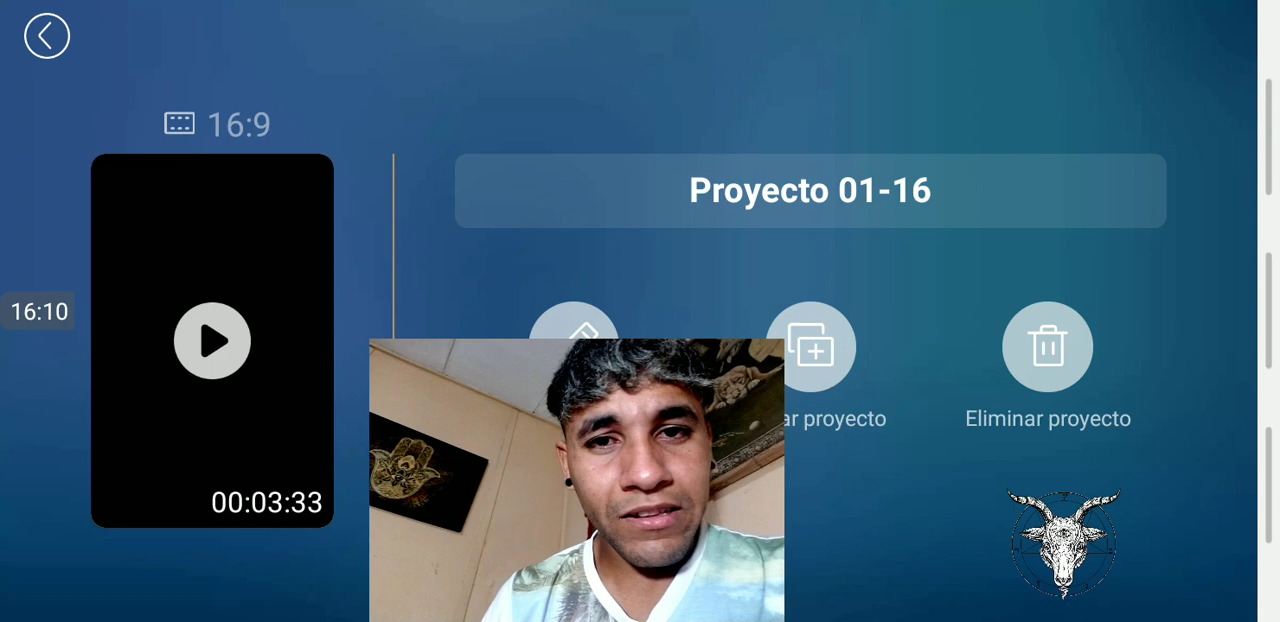 16:9
Proyecto 01-16
16:10
ar proyecto
Eliminar proyecto
00:03:33